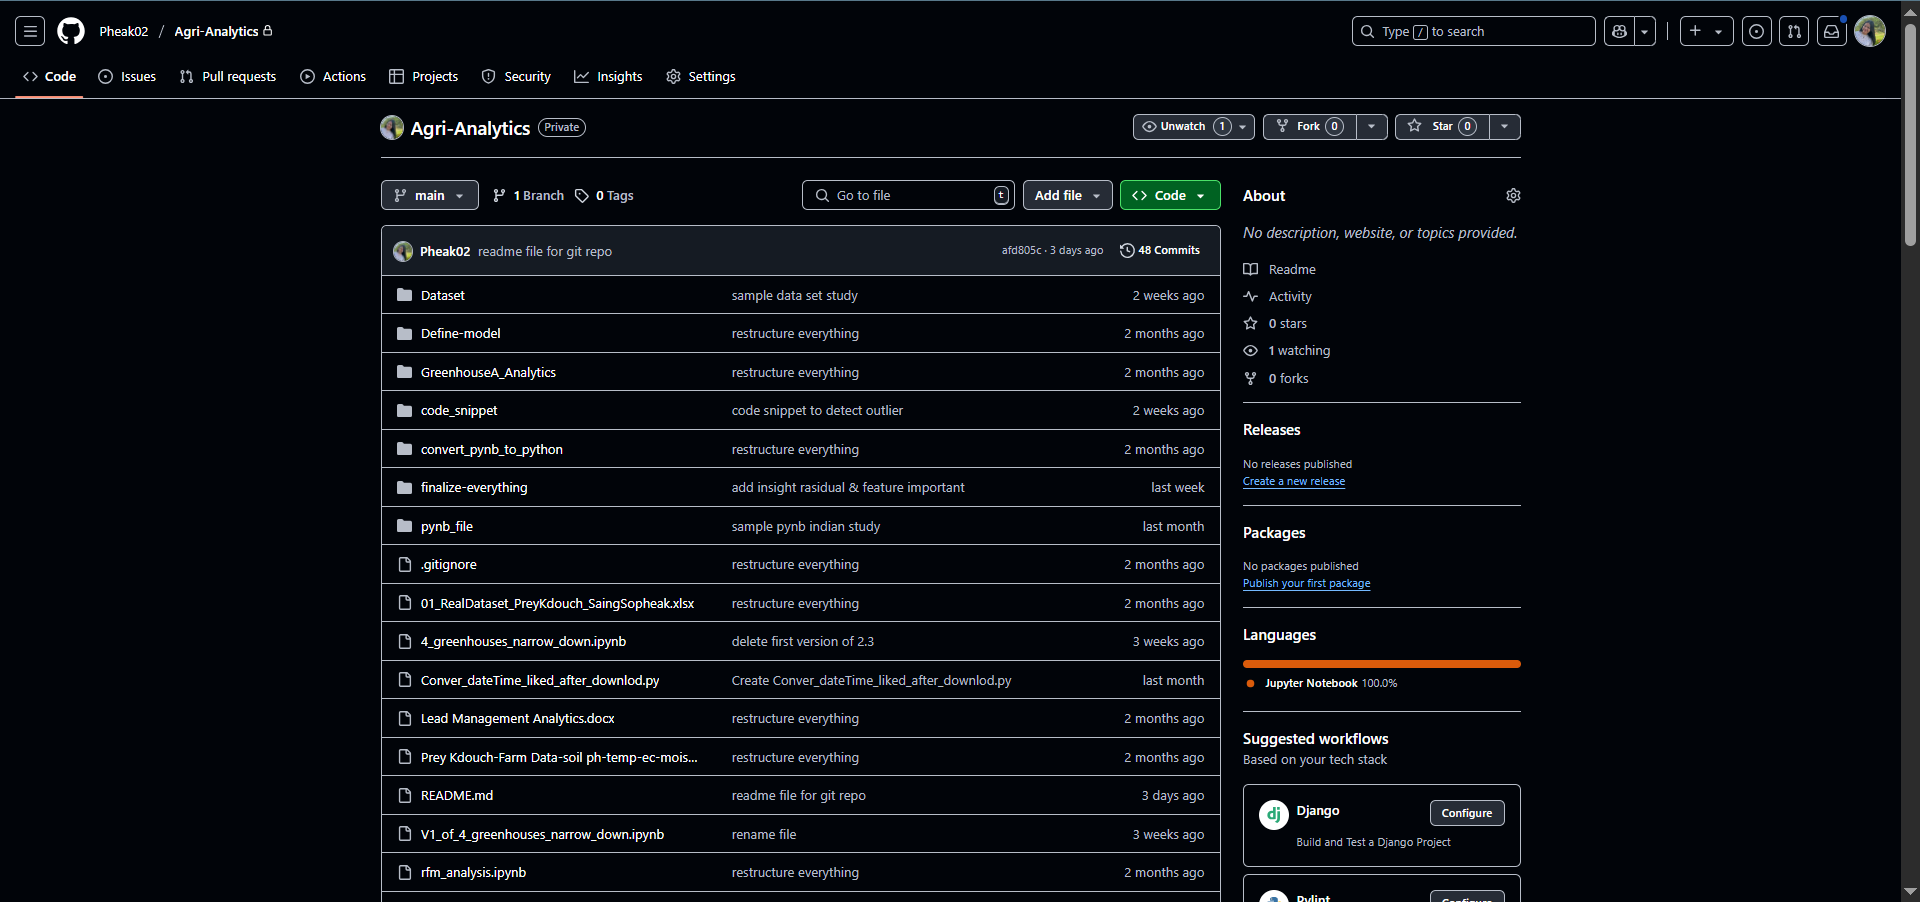 Pheak02 / Agri-Analytics
Type / to search
Code Issues Pull requests Actions Projects Security Insights Settings
Agri-Analytics Private
Unwatch 1 Fork 0 Star 0
main 1 Branch 0 Tags
Go to file t Add file Code
Pheak02 readme file for git repo afd805c · 3 days ago 48 Commits
Dataset sample data set study 2 weeks ago
Define-model restructure everything 2 months ago
GreenhouseA_Analytics restructure everything 2 months ago
code_snippet code snippet to detect outlier 2 weeks ago
convert_pynb_to_python restructure everything 2 months ago
finalize-everything add insight rasidual & feature important last week
pynb_file sample pynb indian study last month
.gitignore restructure everything 2 months ago
01_RealDataset_PreyKdouch_SaingSopheak.xlsx restructure everything 2 months ago
4_greenhouses_narrow_down.ipynb delete first version of 2.3 3 weeks ago
Conver_dateTime_liked_after_downlod.py Create Conver_dateTime_liked_after_downlod.py last month
Lead Management Analytics.docx restructure everything 2 months ago
Prey Kdouch-Farm Data-soil ph-temp-ec-mois... restructure everything 2 months ago
README.md readme file for git repo 3 days ago
V1_of_4_greenhouses_narrow_down.ipynb rename file 3 weeks ago
rfm_analysis.ipynb restructure everything 2 months ago
About
No description, website, or topics provided.
Readme
Activity
0 stars
1 watching
0 forks
Releases
No releases published
Create a new release
Packages
No packages published
Publish your first package
Languages
Jupyter Notebook 100.0%
Suggested workflows
Based on your tech stack
dj Django Configure
Build and Test a Django Project
Pylint Configure